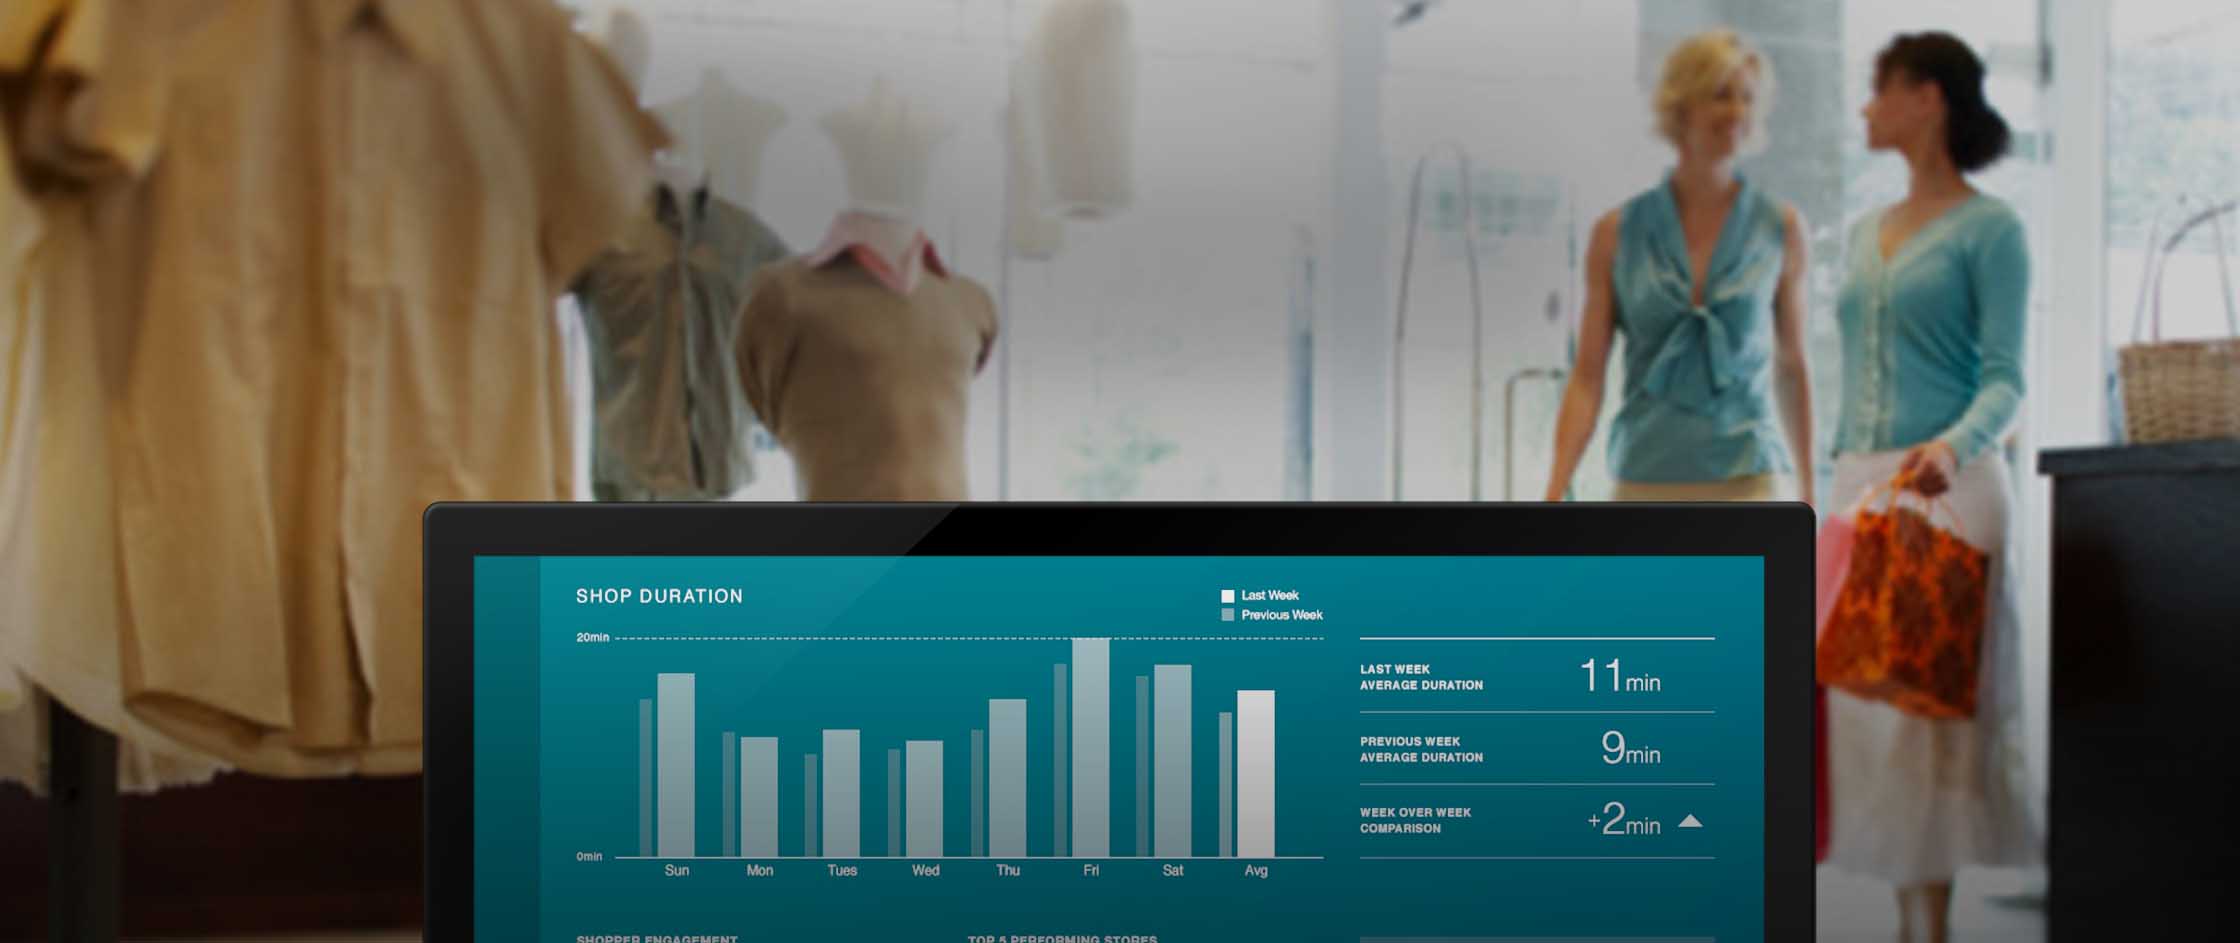 SHOP DURATION
Last Week
Previous Week
20min
0min
Sun Mon Tues Wed Thu Fri Sat Avg
LAST WEEK
AVERAGE DURATION
11min
PREVIOUS WEEK
AVERAGE DURATION
9min
WEEK OVER WEEK
COMPARISON
+2min
SHOPPER ENGAGEMENT
TOP 5 PERFORMING STORES